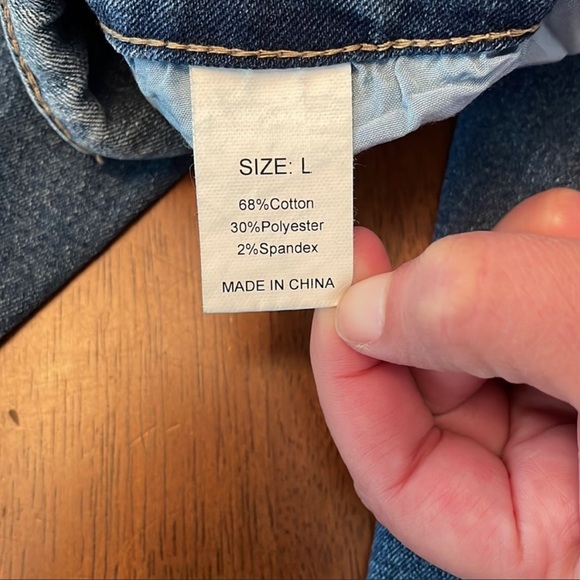 SIZE: L
68%Cotton
30%Polyester
2%Spandex
MADE IN CHINA